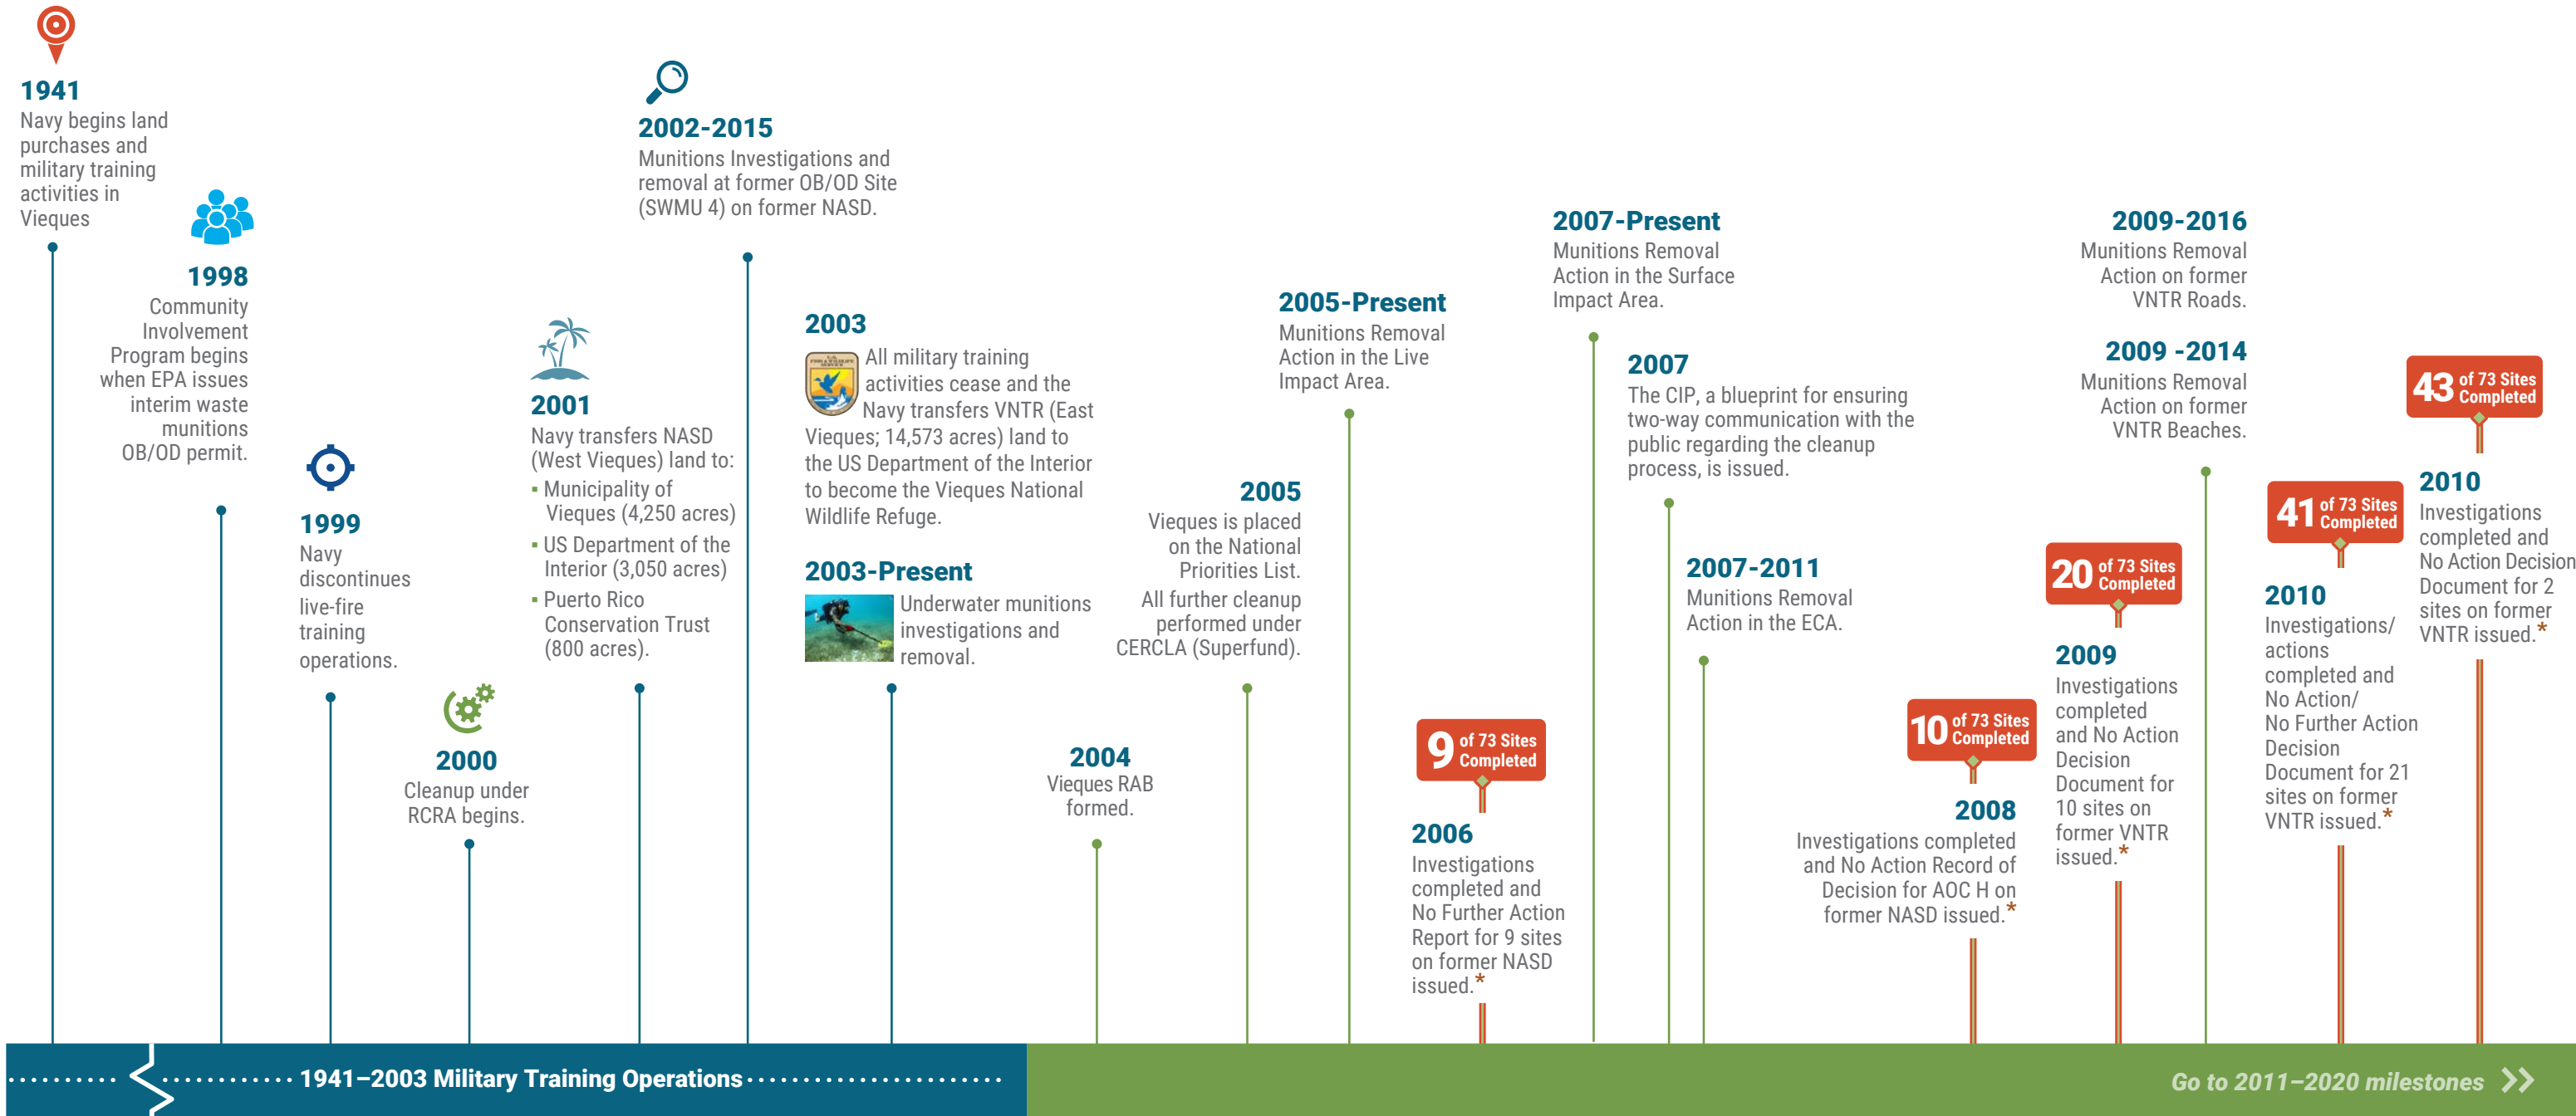 1941
Navy begins land
purchases and
military training
activities in
Vieques
1998
Community
Involvement
Program begins
when EPA issues
interim waste
munitions
OB/OD permit.
1999
Navy
discontinues
live-fire
training
operations.
2000
Cleanup under
RCRA begins.
2001
Navy transfers NASD
(West Vieques) land to:
▪ Municipality of
Vieques (4,250 acres)
▪ US Department of the
Interior (3,050 acres)
▪ Puerto Rico
Conservation Trust
(800 acres).
2002-2015
Munitions Investigations and
removal at former OB/OD Site
(SWMU 4) on former NASD.
2003
All military training
activities cease and the
Navy transfers VNTR (East
Vieques; 14,573 acres) land to
the US Department of the Interior
to become the Vieques National
Wildlife Refuge.
2003-Present
Underwater munitions
investigations and
removal.
2004
Vieques RAB
formed.
2005
Vieques is placed
on the National
Priorities List.
All further cleanup
performed under
CERCLA (Superfund).
2005-Present
Munitions Removal
Action in the Live
Impact Area.
9 of 73 Sites
Completed
2006
Investigations
completed and
No Further Action
Report for 9 sites
on former NASD
issued.*
2007-Present
Munitions Removal
Action in the Surface
Impact Area.
2007
The CIP, a blueprint for ensuring
two-way communication with the
public regarding the cleanup
process, is issued.
2007-2011
Munitions Removal
Action in the ECA.
10 of 73 Sites
Completed
2008
Investigations completed
and No Action Record of
Decision for AOC H on
former NASD issued.*
20 of 73 Sites
Completed
2009
Investigations
completed
and No Action
Decision
Document for
10 sites on
former VNTR
issued.*
2009-2016
Munitions Removal
Action on former
VNTR Roads.
2009 -2014
Munitions Removal
Action on former
VNTR Beaches.
41 of 73 Sites
Completed
2010
Investigations/
actions
completed and
No Action/
No Further Action
Decision
Document for 21
sites on former
VNTR issued.*
43 of 73 Sites
Completed
2010
Investigations
completed and
No Action Decision
Document for 2
sites on former
VNTR issued.*
1941–2003 Military Training Operations
Go to 2011–2020 milestones